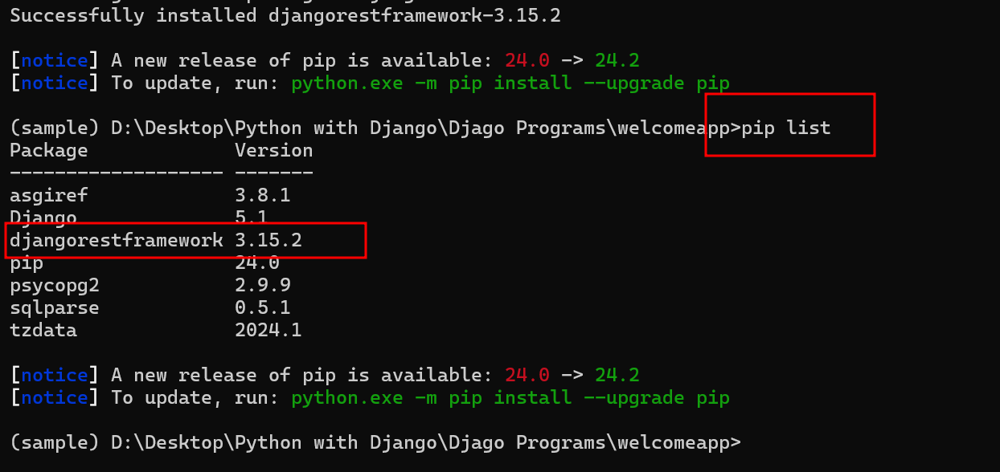 Successfully installed djangorestframework-3.15.2
[notice] A new release of pip is available: 24.0 -> 24.2
[notice] To update, run: python.exe -m pip install --upgrade pip
(sample) D:\Desktop\Python with Django\Djago Programs\welcomeapp>pip list
Package             Version
------------------- -------
asgiref             3.8.1
Django              5.1
djangorestframework 3.15.2
pip                 24.0
psycopg2            2.9.9
sqlparse            0.5.1
tzdata              2024.1
[notice] A new release of pip is available: 24.0 -> 24.2
[notice] To update, run: python.exe -m pip install --upgrade pip
(sample) D:\Desktop\Python with Django\Djago Programs\welcomeapp>